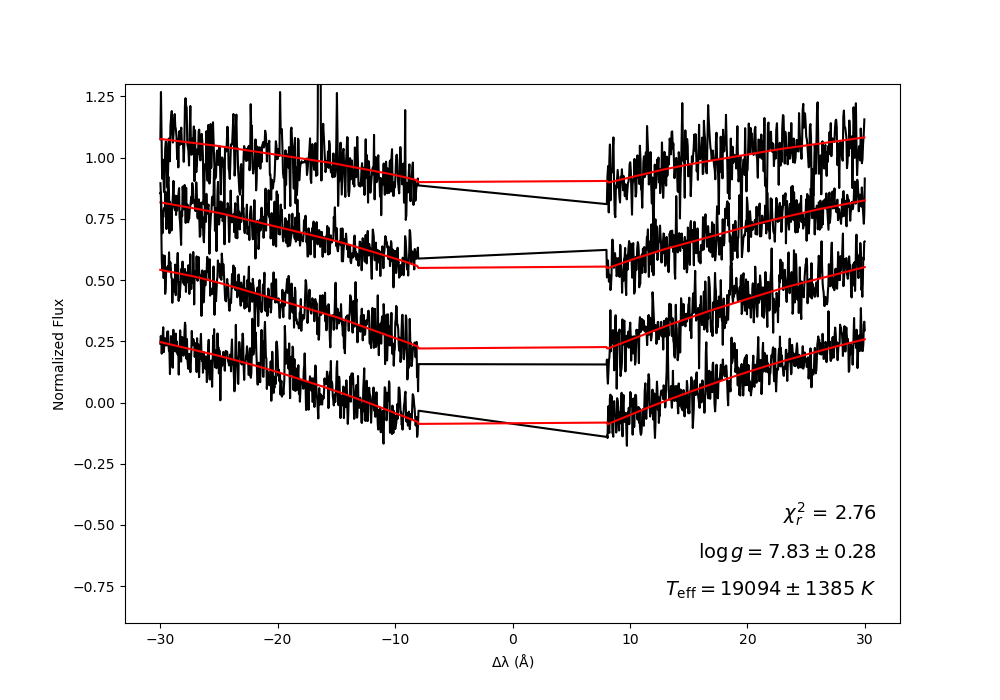 1.25
1.00
0.75
0.50
0.25
0.00
−0.25
−0.50
−0.75
Normalized Flux
χ²ᵣ = 2.76
log g = 7.83 ± 0.28
T_eff = 19094 ± 1385 K
−30 −20 −10 0 10 20 30
Δλ (Å)